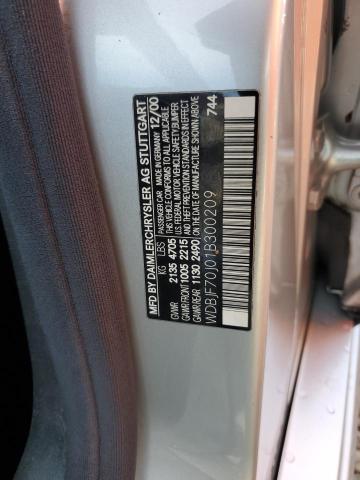 MFD BY DAIMLERCHRYSLER AG STUTTGART
PASSENGER CAR MADE IN GERMANY 12/00
THIS VEHICLE CONFORMS TO ALL APPLICABLE
U.S. FEDERAL MOTOR VEHICLE SAFETY/BUMPER
AND THEFT PREVENTION STANDARDS IN EFFECT
ON THE DATE OF MANUFACTURE SHOWN ABOVE
KG LBS
GVWR 2135 4705
GAWR/FRONT 1005 2215
GAWR/REAR 1130 2490
744
WDBJF70J01B300209